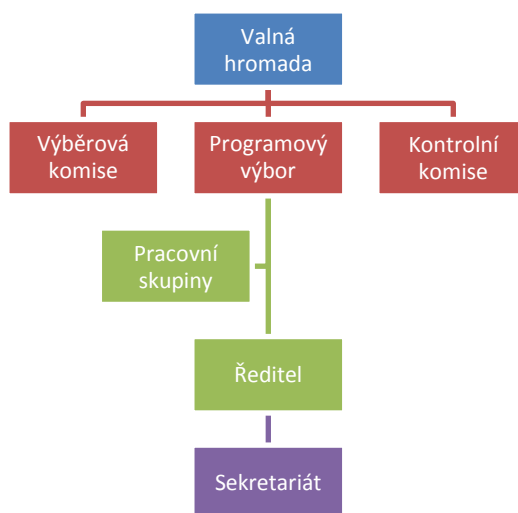 Valná
hromada
Výběrová
komise
Programový
výbor
Kontrolní
komise
Pracovní
skupiny
Ředitel
Sekretariát